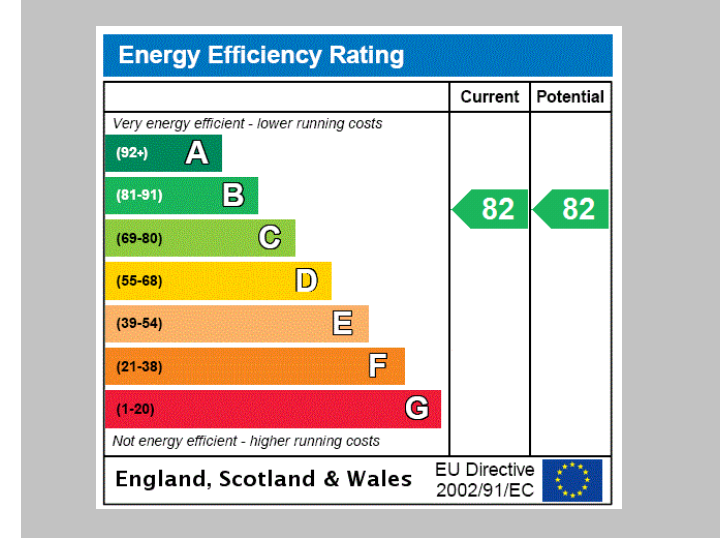 Energy Efficiency Rating
Current Potential
Very energy efficient - lower running costs
(92+) A
(81-91) B
82 82
(69-80) C
(55-68) D
(39-54) E
(21-38) F
(1-20) G
Not energy efficient - higher running costs
England, Scotland & Wales
EU Directive
2002/91/EC